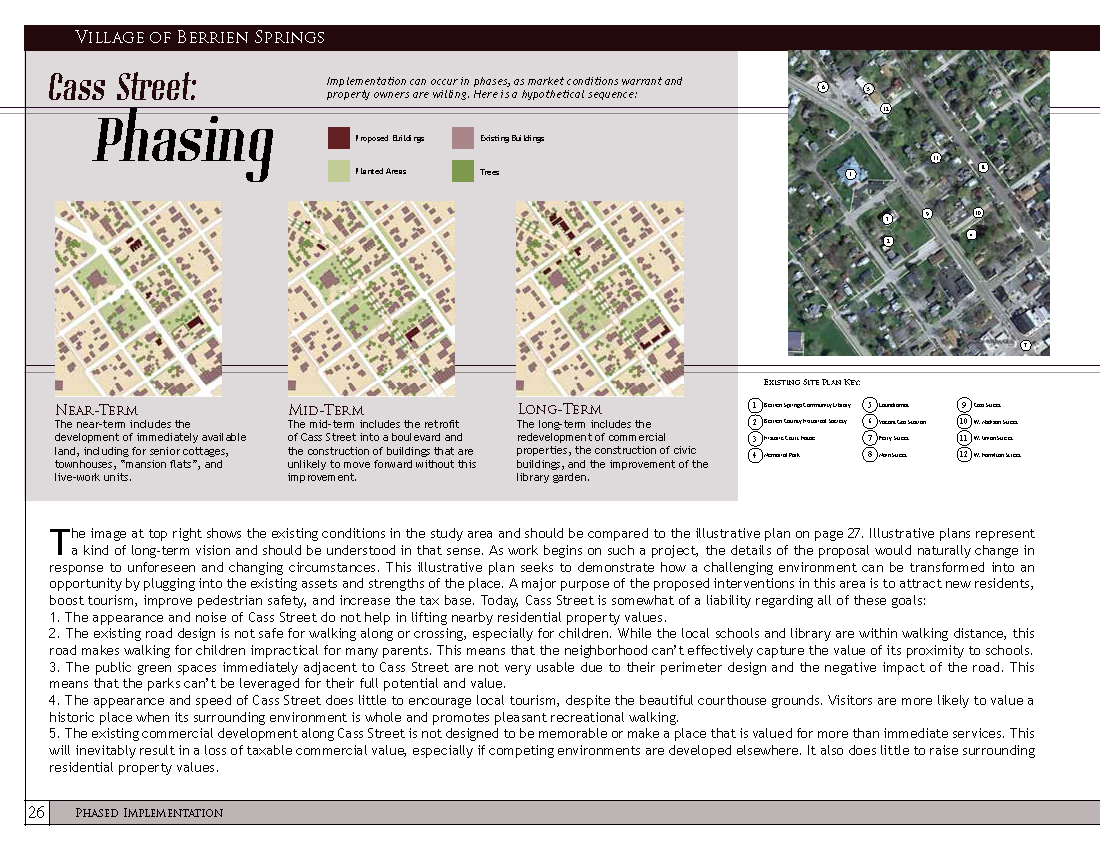 Village of Berrien Springs
Cass Street:
Phasing
Implementation can occur in phases, as market conditions warrant and
property owners are willing. Here is a hypothetical sequence:
Proposed Buildings
Existing Buildings
Planted Areas
Trees
Near-Term
The near-term includes the
development of immediately available
land, including for senior cottages,
townhouses, "mansion flats", and
live-work units.
Mid-Term
The mid-term includes the retrofit
of Cass Street into a boulevard and
the construction of buildings that are
unlikely to move forward without this
improvement.
Long-Term
The long-term includes the
redevelopment of commercial
properties, the construction of civic
buildings, and the improvement of the
library garden.
Existing Site Plan Key:
1 Berrien Springs Community Library
2 Berrien County Historical Society
3 Historic Court House
4 Memorial Park
5 Laundromat
6 Vacant Gas Station
7 Ferry Street
8 Main Street
9 Cass Street
10 W. Madison Street
11 W. Union Street
12 W. Hamilton Street
The image at top right shows the existing conditions in the study area and should be compared to the illustrative plan on page 27. Illustrative plans represent
a kind of long-term vision and should be understood in that sense. As work begins on such a project, the details of the proposal would naturally change in
response to unforeseen and changing circumstances. This illustrative plan seeks to demonstrate how a challenging environment can be transformed into an
opportunity by plugging into the existing assets and strengths of the place. A major purpose of the proposed interventions in this area is to attract new residents,
boost tourism, improve pedestrian safety, and increase the tax base. Today, Cass Street is somewhat of a liability regarding all of these goals:
1. The appearance and noise of Cass Street do not help in lifting nearby residential property values.
2. The existing road design is not safe for walking along or crossing, especially for children. While the local schools and library are within walking distance, this
road makes walking for children impractical for many parents. This means that the neighborhood can't effectively capture the value of its proximity to schools.
3. The public green spaces immediately adjacent to Cass Street are not very usable due to their perimeter design and the negative impact of the road. This
means that the parks can't be leveraged for their full potential and value.
4. The appearance and speed of Cass Street does little to encourage local tourism, despite the beautiful courthouse grounds. Visitors are more likely to value a
historic place when its surrounding environment is whole and promotes pleasant recreational walking.
5. The existing commercial development along Cass Street is not designed to be memorable or make a place that is valued for more than immediate services. This
will inevitably result in a loss of taxable commercial value, especially if competing environments are developed elsewhere. It also does little to raise surrounding
residential property values.
26 Phased Implementation